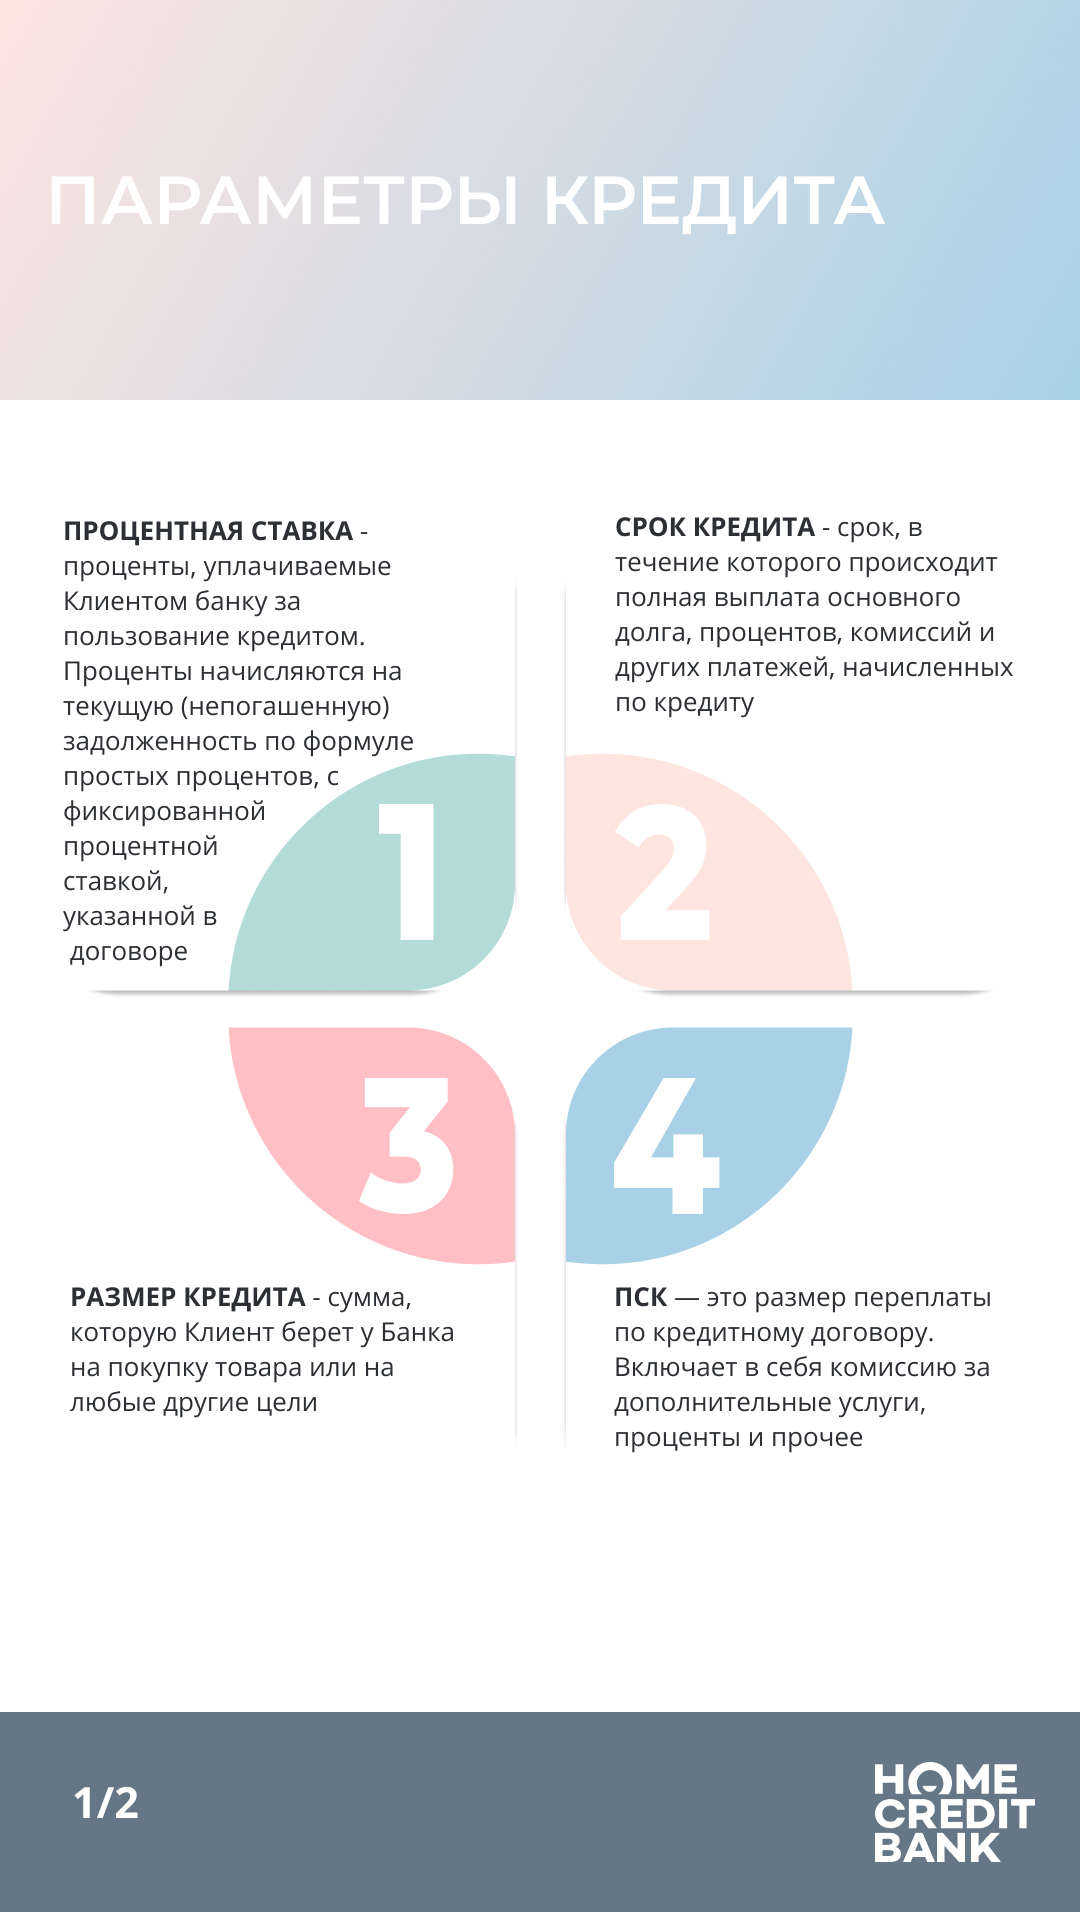 ПАРАМЕТРЫ КРЕДИТА
ПРОЦЕНТНАЯ СТАВКА -
проценты, уплачиваемые
Клиентом банку за
пользование кредитом.
Проценты начисляются на
текущую (непогашенную)
задолженность по формуле
простых процентов, с
фиксированной
процентной
ставкой,
указанной в
договоре
1
СРОК КРЕДИТА - срок, в
течение которого происходит
полная выплата основного
долга, процентов, комиссий и
других платежей, начисленных
по кредиту
2
3
РАЗМЕР КРЕДИТА - сумма,
которую Клиент берет у Банка
на покупку товара или на
любые другие цели
4
ПСК — это размер переплаты
по кредитному договору.
Включает в себя комиссию за
дополнительные услуги,
проценты и прочее
1/2
HOME
CREDIT
BANK